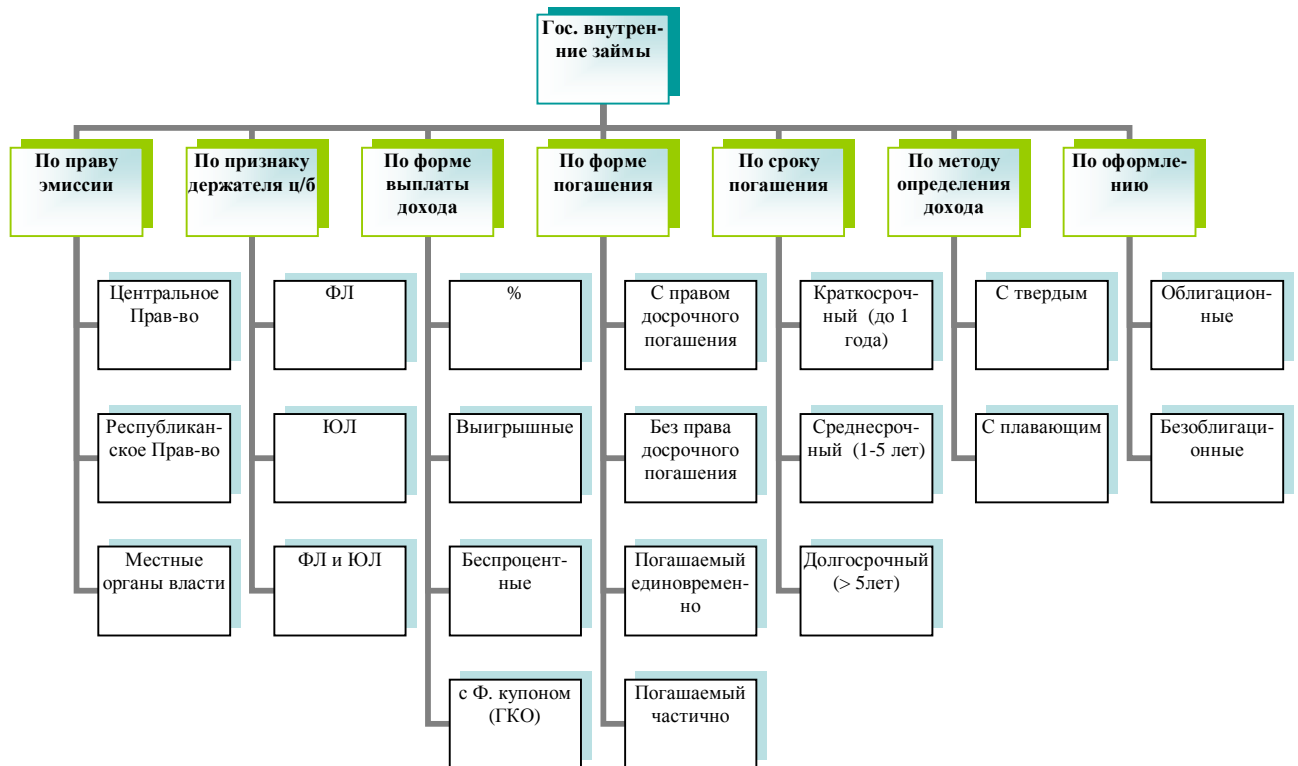 Гос. внутрен-
ние займы
По праву
эмиссии
По признаку
держателя ц/б
По форме
выплаты
дохода
По форме
погашения
По сроку
погашения
По методу
определения
дохода
По оформле-
нию
Центральное
Прав-во
Республикан-
ское Прав-во
Местные
органы власти
ФЛ
ЮЛ
ФЛ и ЮЛ
%
Выигрышные
Беспроцент-
ные
с Ф. купоном
(ГКО)
С правом
досрочного
погашения
Без права
досрочного
погашения
Погашаемый
единовремен-
но
Погашаемый
частично
Краткосроч-
ный (до 1
года)
Среднесроч-
ный (1-5 лет)
Долгосрочный
(> 5лет)
С твердым
С плавающим
Облигацион-
ные
Безоблигаци-
онные